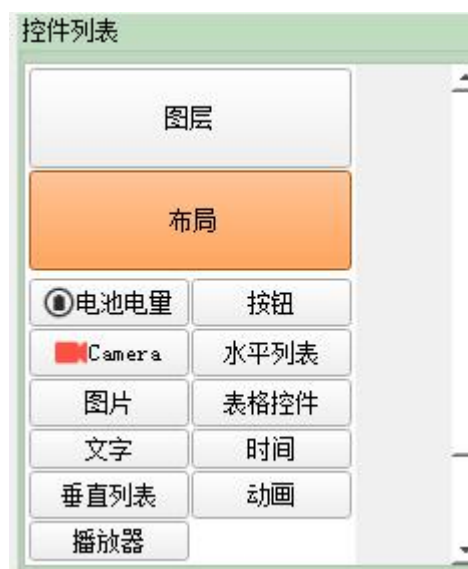 控件列表
图层
布局
电池电量 按钮
Camera 水平列表
图片 表格控件
文字 时间
垂直列表 动画
播放器